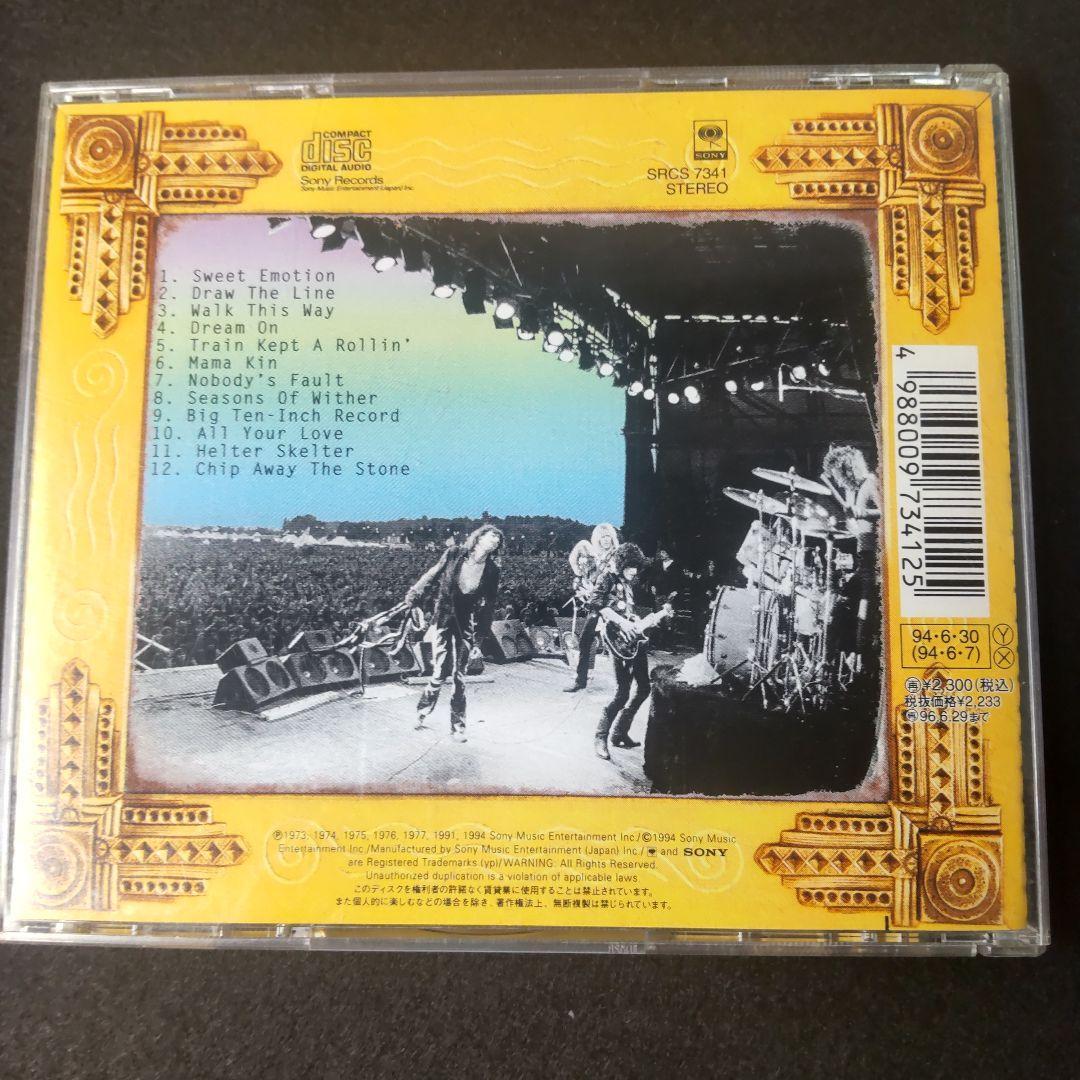 COMPACT
disc
DIGITAL AUDIO
Sony Records
Sony Music Entertainment (Japan) Inc.
SONY
SRCS 7341
STEREO
1. Sweet Emotion
2. Draw The Line
3. Walk This Way
4. Dream On
5. Train Kept A Rollin'
6. Mama Kin
7. Nobody's Fault
8. Seasons Of Wither
9. Big Ten-Inch Record
10. All Your Love
11. Helter Skelter
12. Chip Away The Stone
4 988009 734125
94・6・30
(94・6・7)
Y
X
再¥2,300(税込)
税抜価格¥2,233
96.6.29まで
Ⓟ1973, 1974, 1975, 1976, 1977, 1991, 1994 Sony Music Entertainment Inc./©1994 Sony Music
Entertainment Inc./Manufactured by Sony Music Entertainment (Japan) Inc./ and SONY
are Registered Trademarks (yp)/WARNING: All Rights Reserved.
Unauthorized duplication is a violation of applicable laws.
このディスクを権利者の許諾なく賃貸業に使用することは禁止されています。
また個人的に楽しむなどの場合を除き、著作権法上、無断複製は禁じられています。